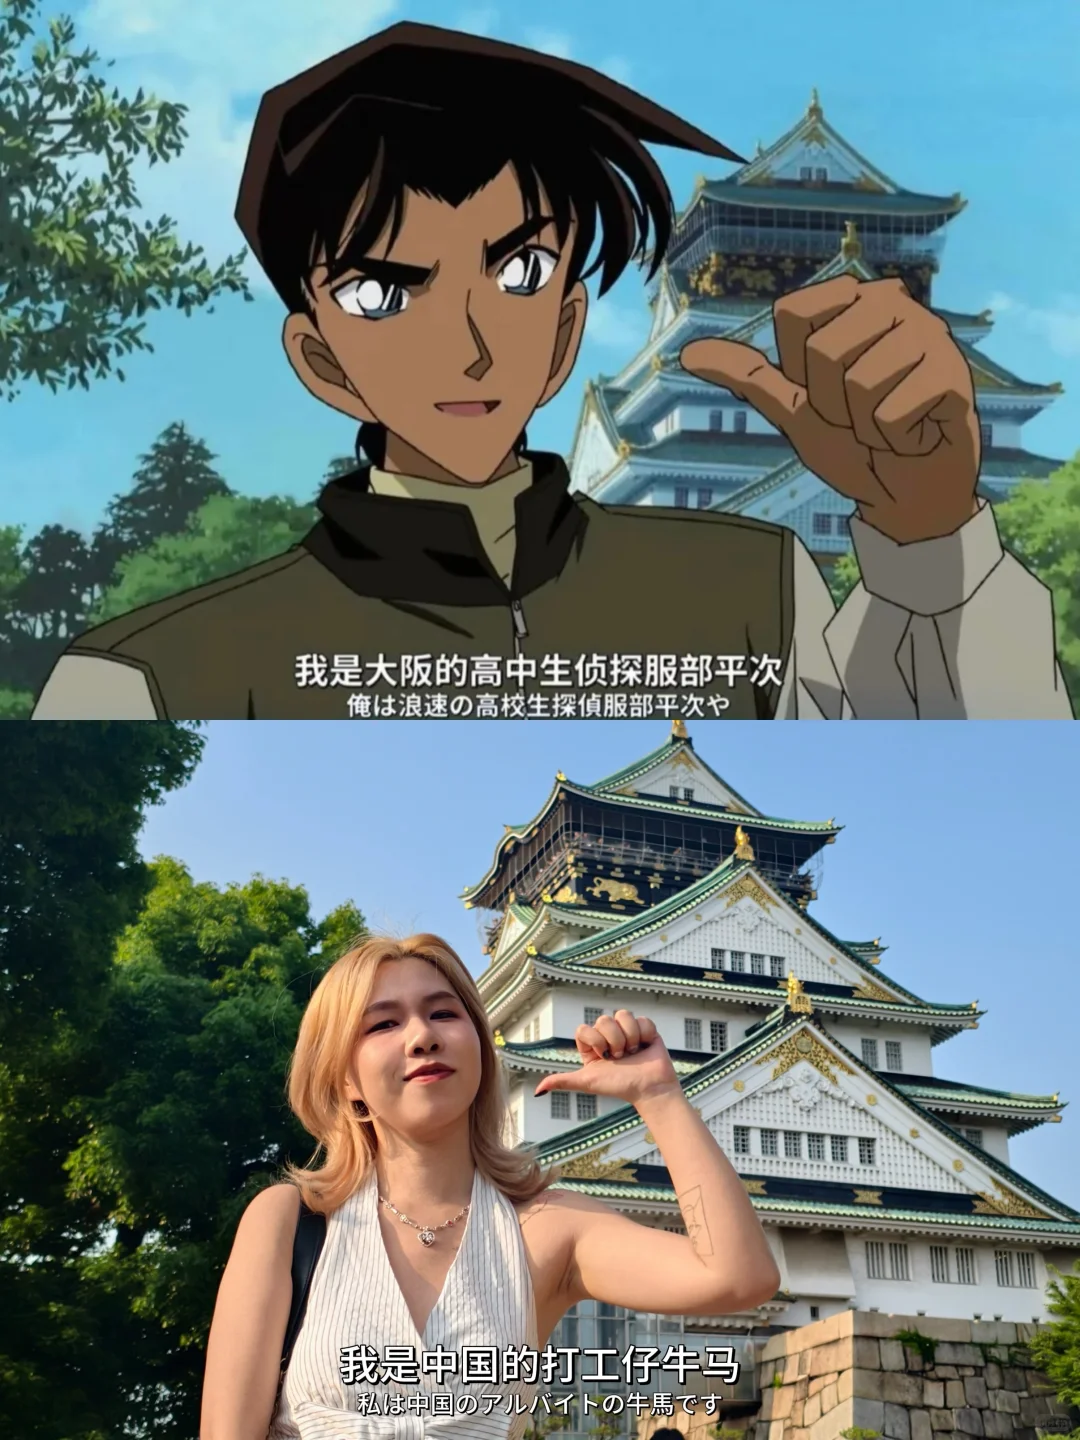 我是大阪的高中生侦探服部平次
俺は浪速の高校生探偵服部平次や
我是中国的打工仔牛马
私は中国のアルバイトの牛馬です